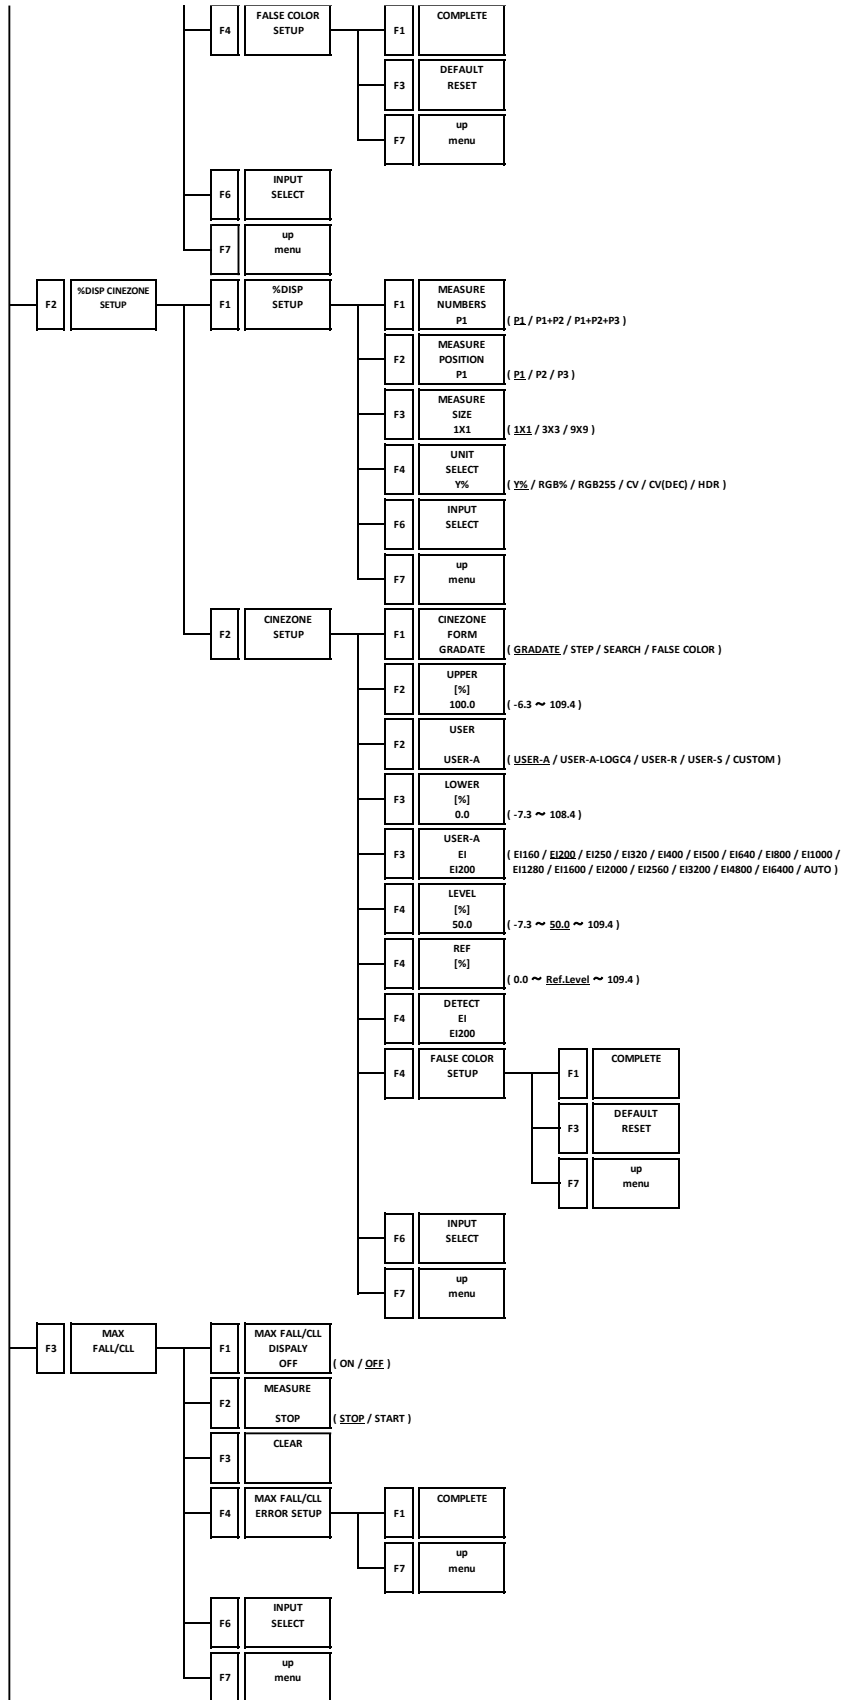 F4
FALSE COLOR
SETUP
F1
COMPLETE
F3
DEFAULT
RESET
F7
up
menu
F6
INPUT
SELECT
F7
up
menu
F2
%DISP CINEZONE
SETUP
F1
%DISP
SETUP
F1
MEASURE
NUMBERS
P1
( P1 / P1+P2 / P1+P2+P3 )
F2
MEASURE
POSITION
P1
( P1 / P2 / P3 )
F3
MEASURE
SIZE
1X1
( 1X1 / 3X3 / 9X9 )
F4
UNIT
SELECT
Y%
( Y% / RGB% / RGB255 / CV / CV(DEC) / HDR )
F6
INPUT
SELECT
F7
up
menu
F2
CINEZONE
SETUP
F1
CINEZONE
FORM
GRADATE
( GRADATE / STEP / SEARCH / FALSE COLOR )
F2
UPPER
[%]
100.0
( -6.3 ~ 109.4 )
F2
USER
USER-A
( USER-A / USER-A-LOGC4 / USER-R / USER-S / CUSTOM )
F3
LOWER
[%]
0.0
( -7.3 ~ 108.4 )
F3
USER-A
EI
EI200
( EI160 / EI200 / EI250 / EI320 / EI400 / EI500 / EI640 / EI800 / EI1000 /
EI1280 / EI1600 / EI2000 / EI2560 / EI3200 / EI4800 / EI6400 / AUTO )
F4
LEVEL
[%]
50.0
( -7.3 ~ 50.0 ~ 109.4 )
F4
REF
[%]
( 0.0 ~ Ref.Level ~ 109.4 )
F4
DETECT
EI
EI200
F4
FALSE COLOR
SETUP
F1
COMPLETE
F3
DEFAULT
RESET
F7
up
menu
F6
INPUT
SELECT
F7
up
menu
F3
MAX
FALL/CLL
F1
MAX FALL/CLL
DISPALY
OFF
( ON / OFF )
F2
MEASURE
STOP
( STOP / START )
F3
CLEAR
F4
MAX FALL/CLL
ERROR SETUP
F1
COMPLETE
F7
up
menu
F6
INPUT
SELECT
F7
up
menu